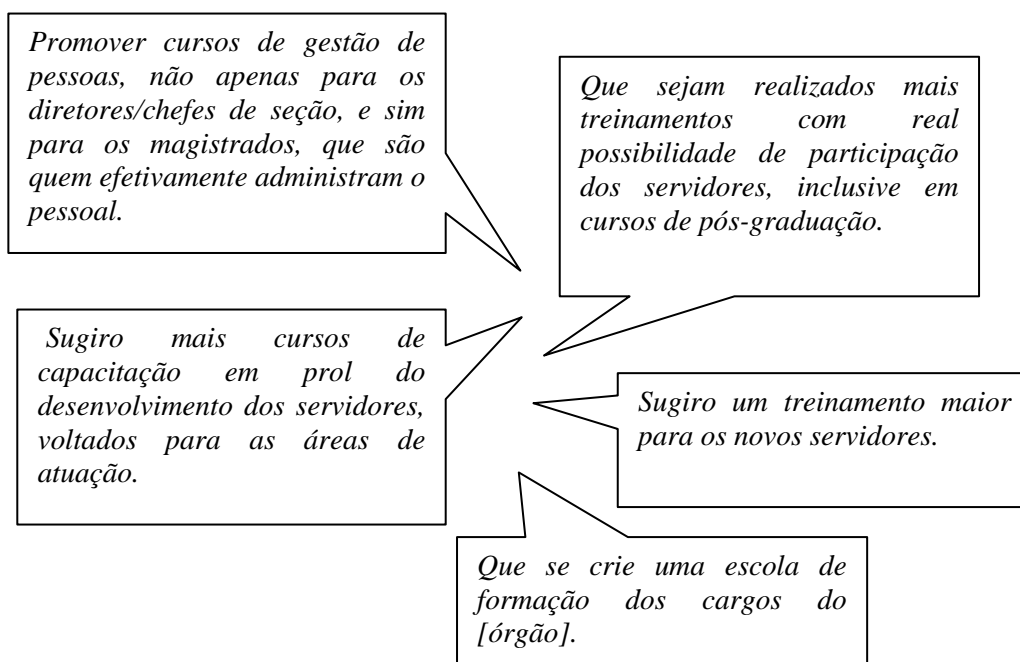 Promover cursos de gestão de
pessoas, não apenas para os
diretores/chefes de seção, e sim
para os magistrados, que são
quem efetivamente administram o
pessoal.
Que sejam realizados mais
treinamentos com real
possibilidade de participação
dos servidores, inclusive em
cursos de pós-graduação.
Sugiro mais cursos de
capacitação em prol do
desenvolvimento dos servidores,
voltados para as áreas de
atuação.
Sugiro um treinamento maior
para os novos servidores.
Que se crie uma escola de
formação dos cargos do
[órgão].